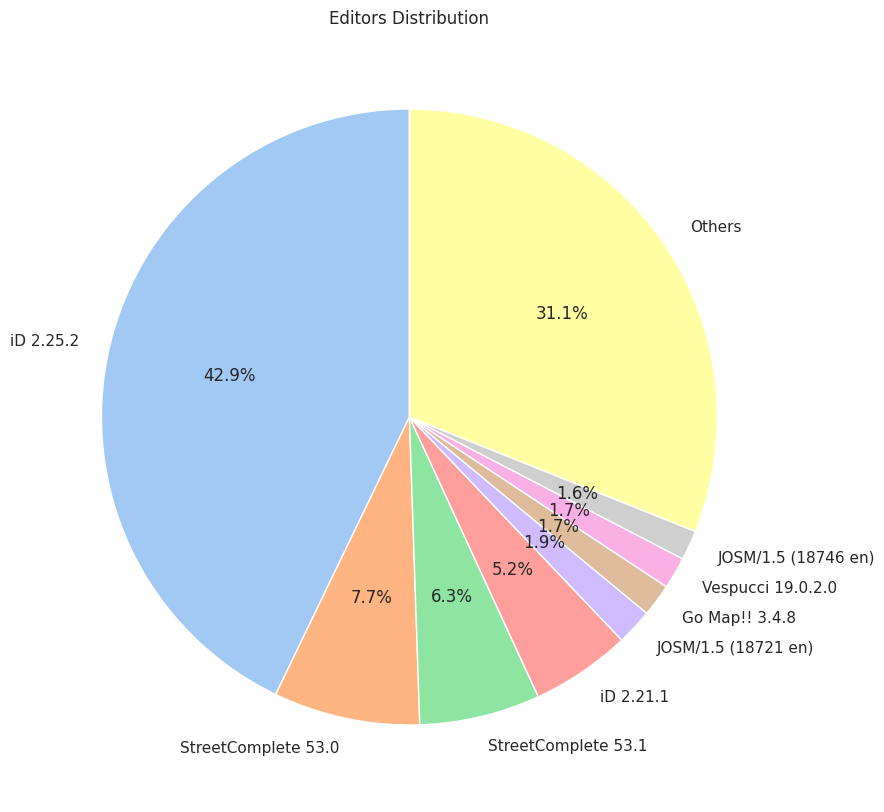 Editors Distribution
Others
31.1%
iD 2.25.2
42.9%
1.6%
1.7%
1.7%
1.9%
JOSM/1.5 (18746 en)
5.2%
Vespucci 19.0.2.0
7.7%
6.3%
Go Map!! 3.4.8
JOSM/1.5 (18721 en)
iD 2.21.1
StreetComplete 53.0
StreetComplete 53.1